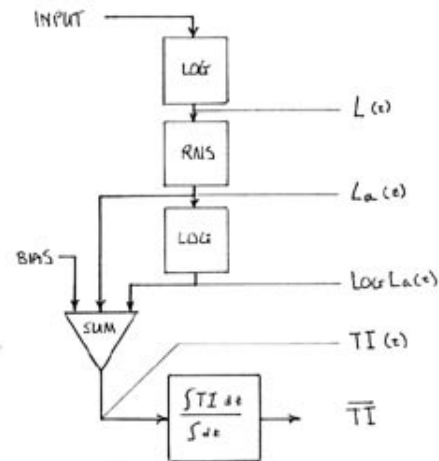 INPUT
LOG
L(t)
RMS
La(t)
LOG
BIAS
LOG La(t)
SUM
TI(t)
∫TI dt
∫dt
TI